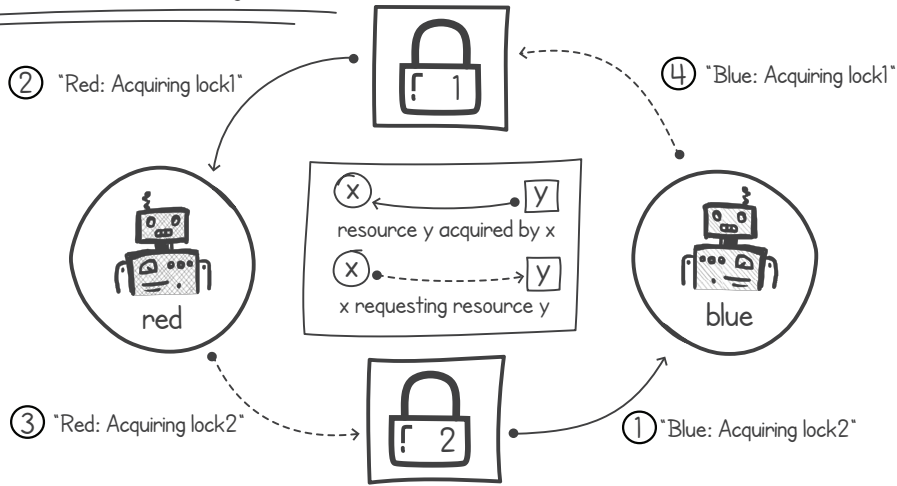 1
② "Red: Acquiring lock1"
④ "Blue: Acquiring lock1"
x y
resource y acquired by x
x y
x requesting resource y
red
blue
2
③ "Red: Acquiring lock2"
① "Blue: Acquiring lock2"